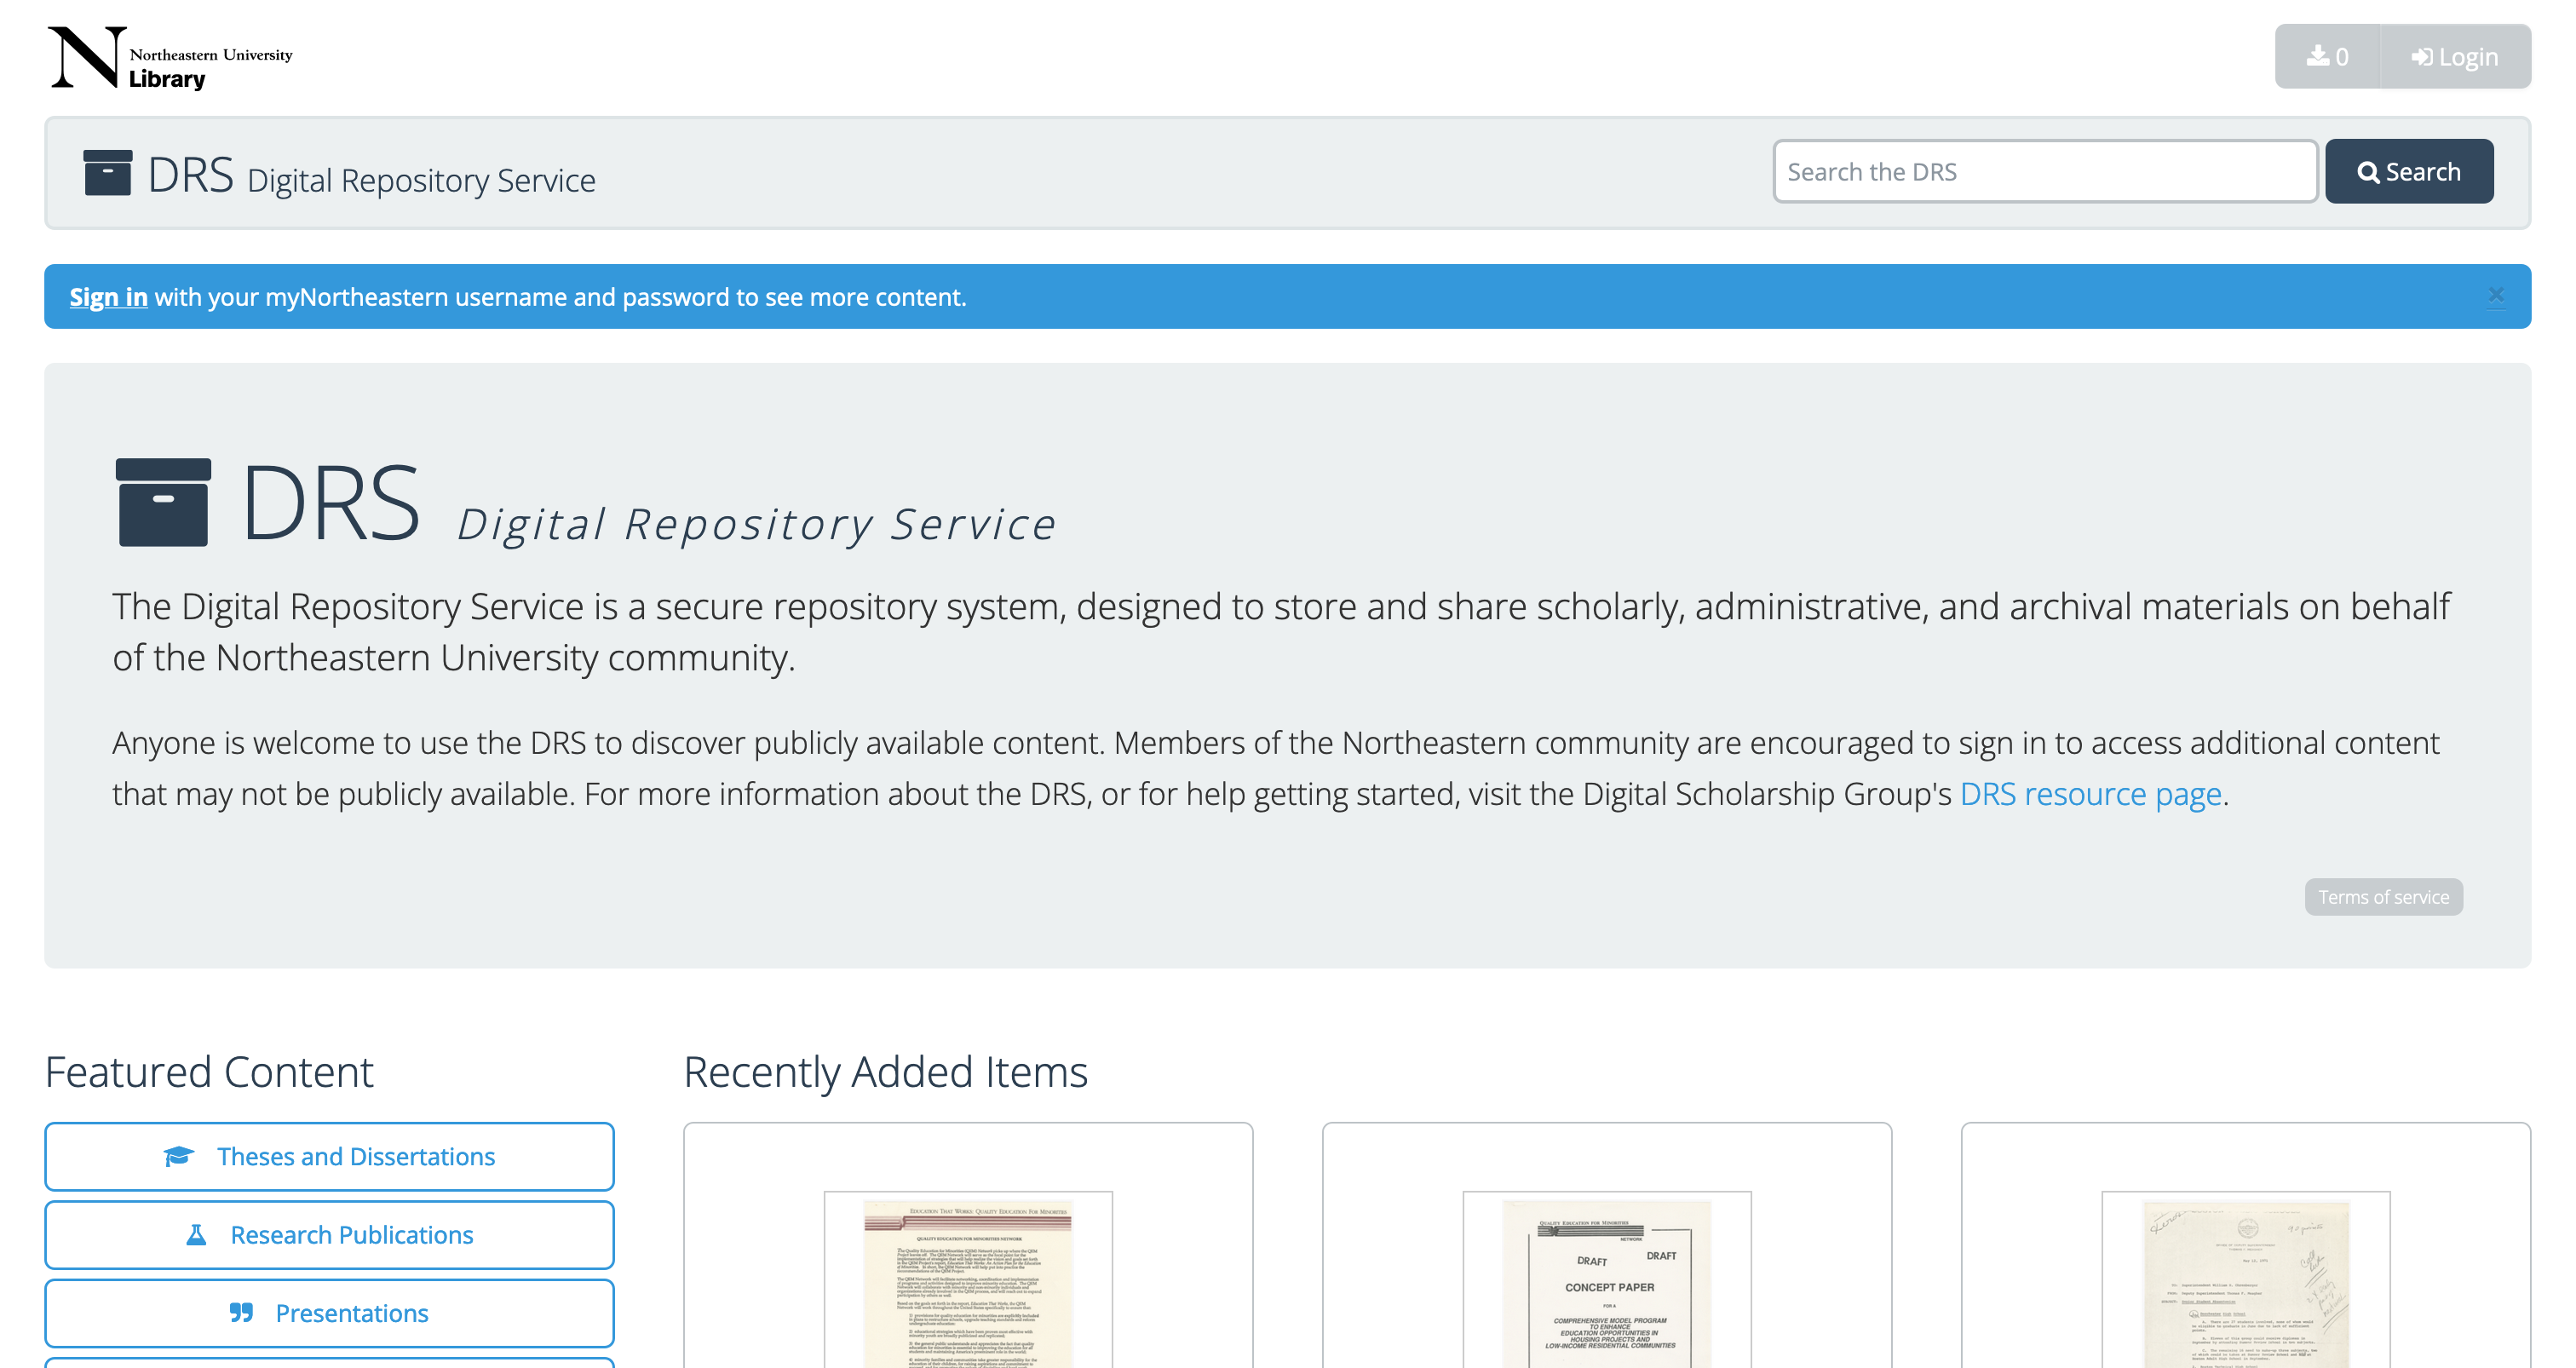 Northeastern University
Library
0
Login
DRS Digital Repository Service
Search the DRS
Search
Sign in with your myNortheastern username and password to see more content.
×
DRS Digital Repository Service
The Digital Repository Service is a secure repository system, designed to store and share scholarly, administrative, and archival materials on behalf
of the Northeastern University community.
Anyone is welcome to use the DRS to discover publicly available content. Members of the Northeastern community are encouraged to sign in to access additional content
that may not be publicly available. For more information about the DRS, or for help getting started, visit the Digital Scholarship Group's DRS resource page.
Terms of service
Featured Content
Theses and Dissertations
Research Publications
Presentations
Recently Added Items
EDUCATION THAT WORKS: QUALITY EDUCATION FOR MINORITIES
QUALITY EDUCATION FOR MINORITIES NETWORK
QUALITY EDUCATION FOR MINORITIES
NETWORK
DRAFT
DRAFT
CONCEPT PAPER
FOR A
COMPREHENSIVE MODEL PROGRAM
TO ENHANCE
EDUCATION OPPORTUNITIES IN
HOUSING PROJECTS AND
LOW-INCOME RESIDENTIAL COMMUNITIES